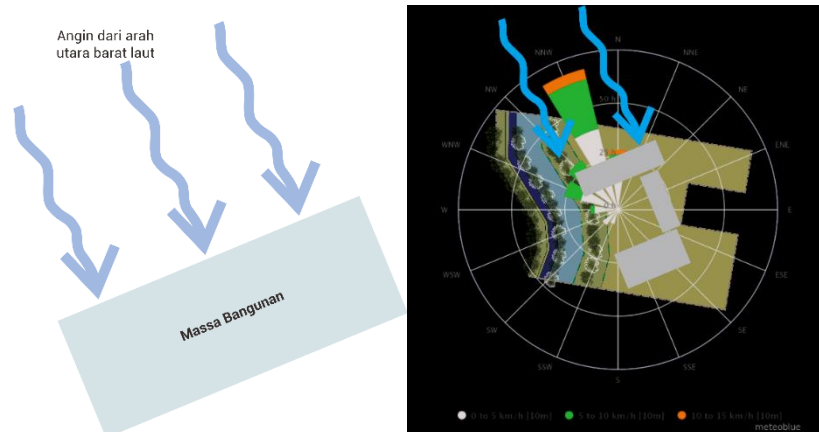 Angin dari arah
utara barat laut
Massa Bangunan
N
NNW
NNE
NW
NE
50 h
WNW
ENE
25
0 h
W
E
WSW
ESE
SW
SE
SSW
SSE
S
0 to 5 km/h [10m]
5 to 10 km/h [10m]
10 to 15 km/h [10m]
meteoblue